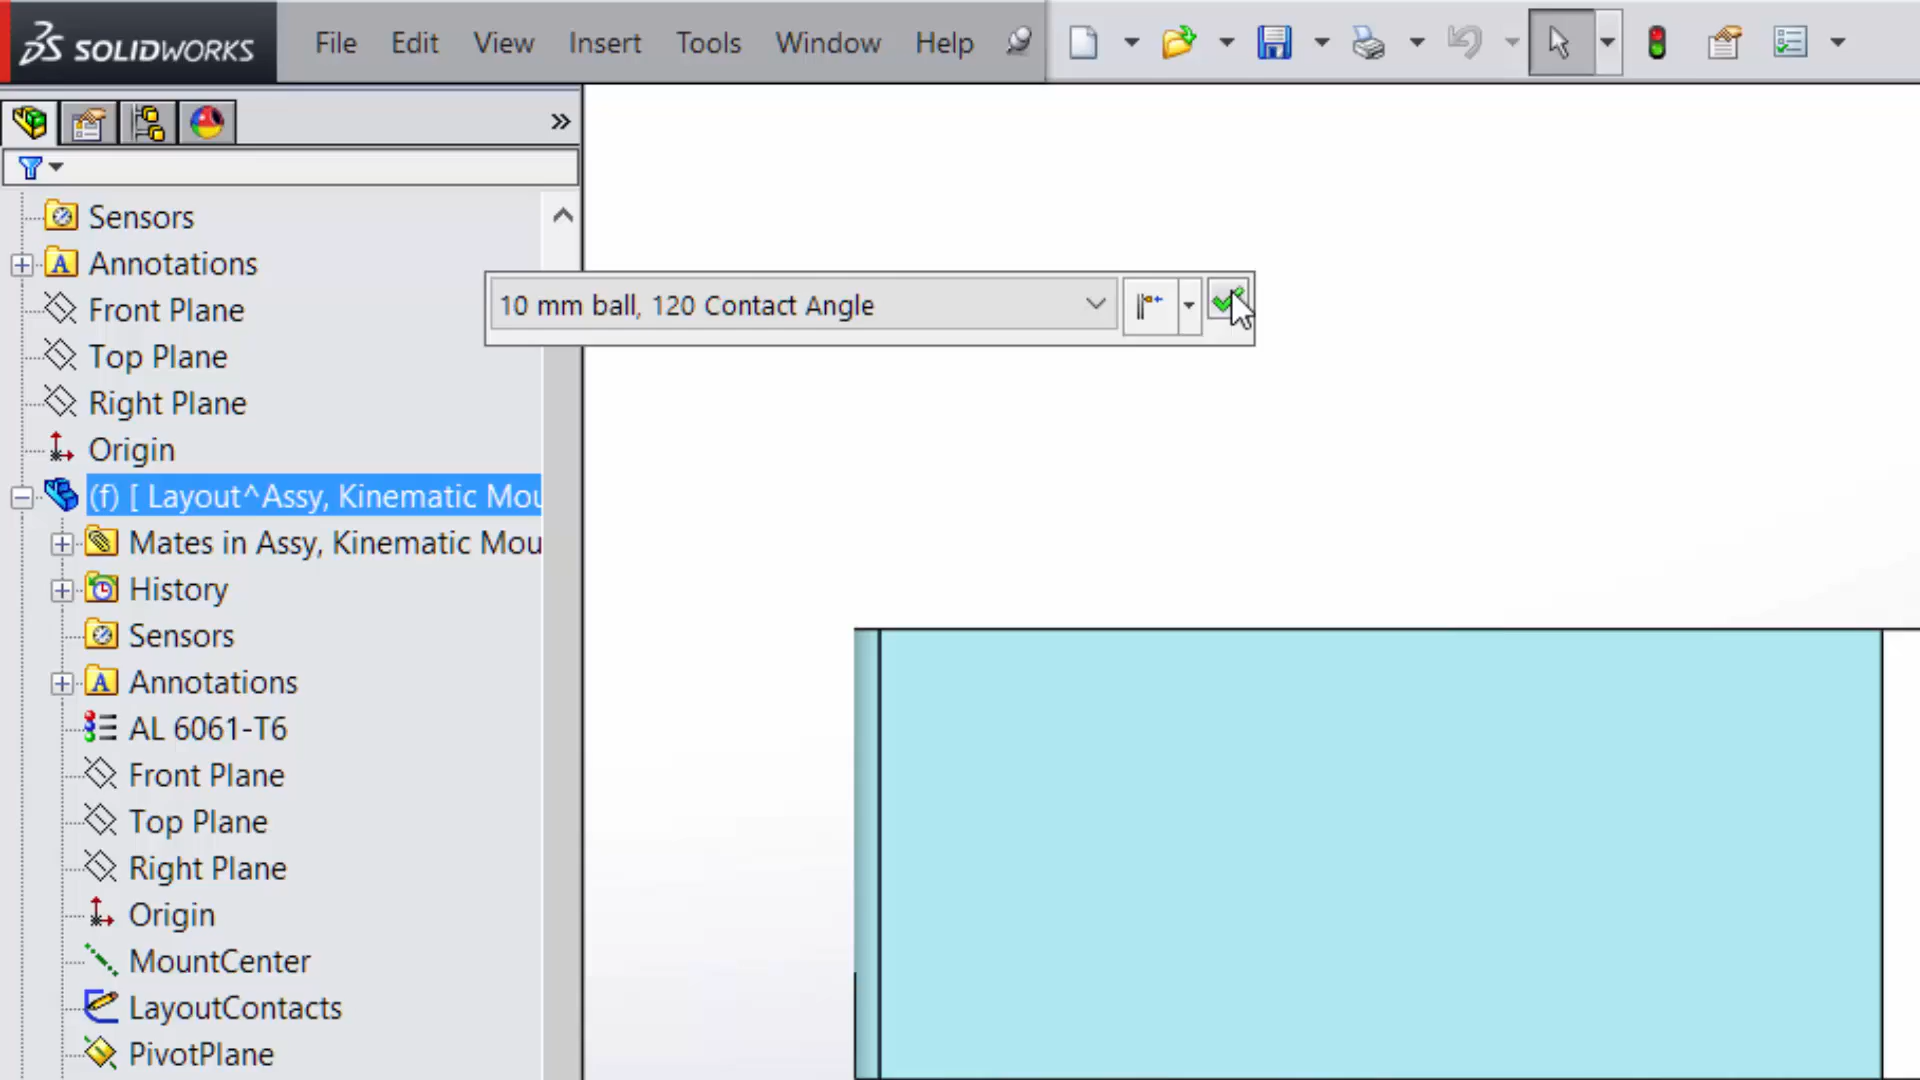 SOLIDWORKS File Edit View Insert Tools Window Help
Sensors
Annotations
Front Plane
10 mm ball, 120 Contact Angle
Top Plane
Right Plane
Origin
(f) [ Layout^Assy, Kinematic Mou
Mates in Assy, Kinematic Mou
History
Sensors
Annotations
AL 6061-T6
Front Plane
Top Plane
Right Plane
Origin
MountCenter
LayoutContacts
PivotPlane